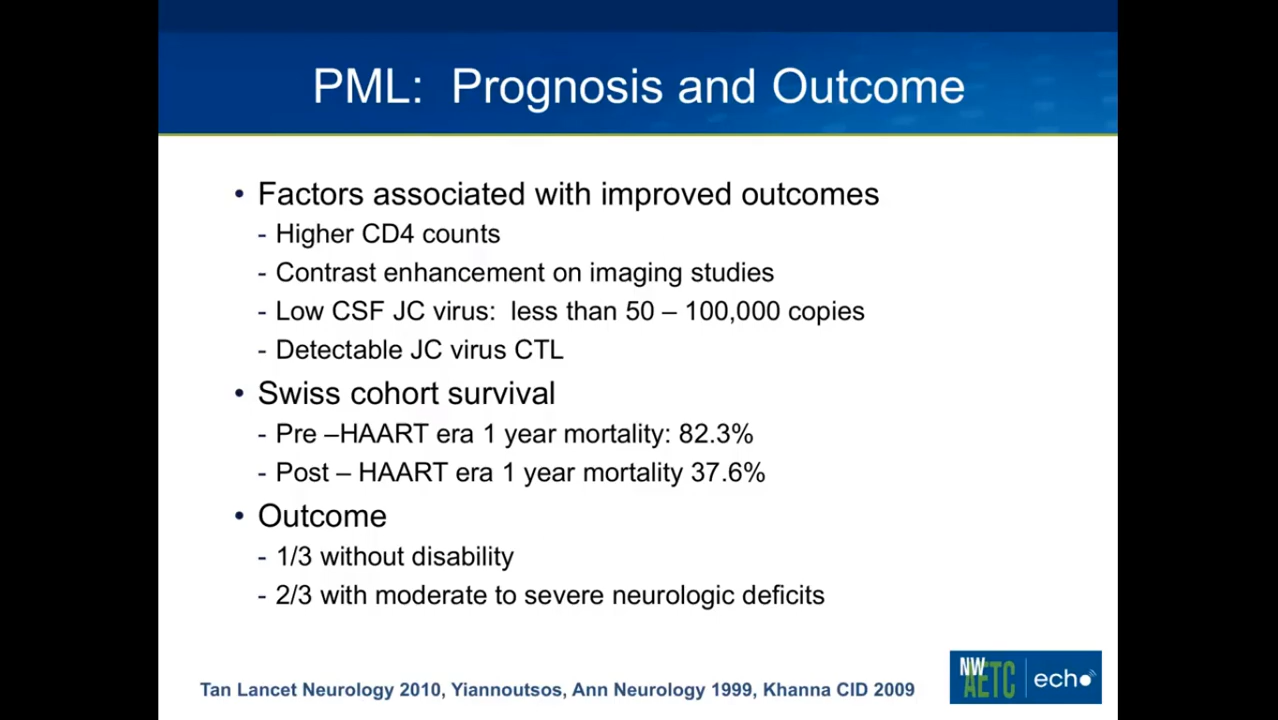 PML: Prognosis and Outcome
• Factors associated with improved outcomes
- Higher CD4 counts
- Contrast enhancement on imaging studies
- Low CSF JC virus: less than 50 – 100,000 copies
- Detectable JC virus CTL
• Swiss cohort survival
- Pre –HAART era 1 year mortality: 82.3%
- Post – HAART era 1 year mortality 37.6%
• Outcome
- 1/3 without disability
- 2/3 with moderate to severe neurologic deficits
NW
AETC echo
Tan Lancet Neurology 2010, Yiannoutsos, Ann Neurology 1999, Khanna CID 2009